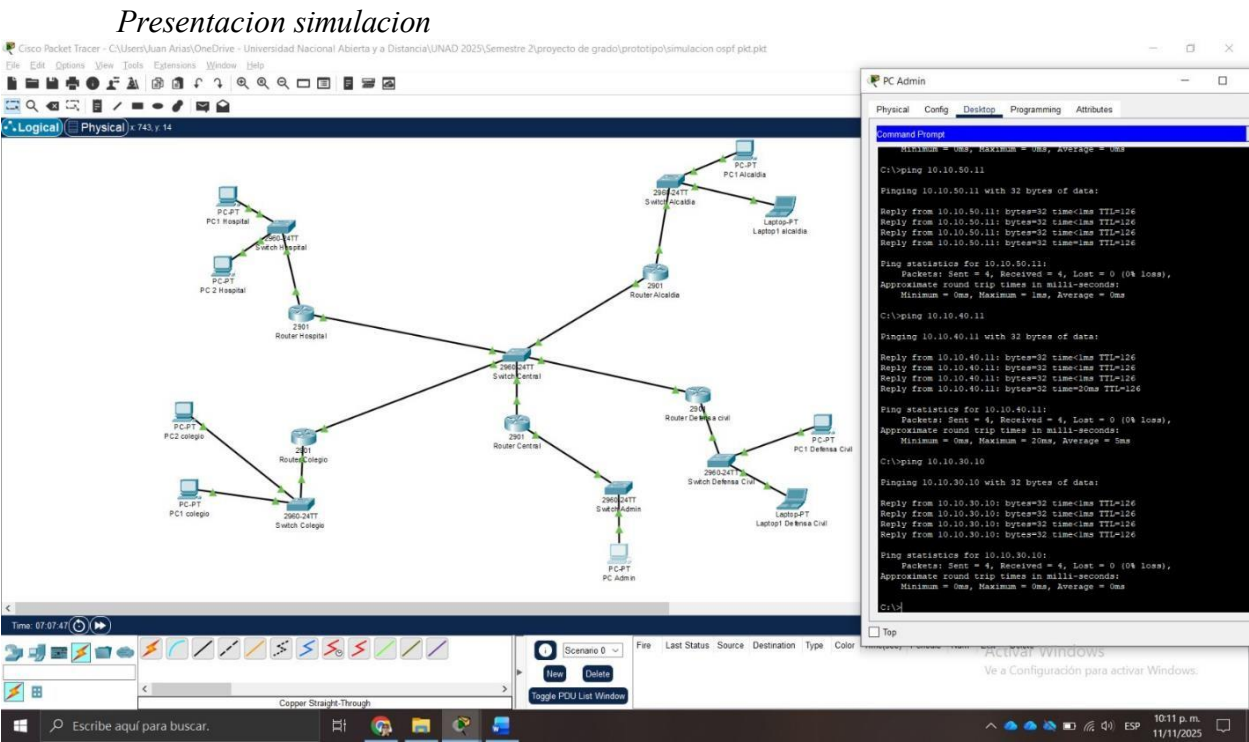 Presentacion simulacion
Cisco Packet Tracer - C:\Users\Juan Arias\OneDrive - Universidad Nacional Abierta y a Distancia\UNAD 2025\Semestre 2\proyecto de grado\prototipo\simulacion ospf pkt.pkt
File Edit Options View Tools Extensions Window Help
Logical Physical x: 743, y: 14
PC-PT
PC1 Hospital
2960-24TT
Switch Hospital
PC-PT
PC 2 Hospital
2901
Router Hospital
PC-PT
PC1 Alcaldia
2960-24TT
Switch Alcaldia
Laptop-PT
Laptop1 alcaldia
2901
Router Alcaldia
2960-24TT
Switch Central
PC-PT
PC2 colegio
2901
Router Colegio
PC-PT
PC1 colegio
2960-24TT
Switch Colegio
2901
Router Central
2960-24TT
Switch Admin
PC-PT
PC Admin
2901
Router Defensa civil
PC-PT
PC1 Defensa Civil
2960-24TT
Switch Defensa Civil
Laptop-PT
Laptop1 Defensa Civil
PC Admin
Physical Config Desktop Programming Attributes
Command Prompt
Minimum = 0ms, Maximum = 0ms, Average = 0ms
C:\>ping 10.10.50.11
Pinging 10.10.50.11 with 32 bytes of data:
Reply from 10.10.50.11: bytes=32 time<1ms TTL=126
Reply from 10.10.50.11: bytes=32 time<1ms TTL=126
Reply from 10.10.50.11: bytes=32 time<1ms TTL=126
Reply from 10.10.50.11: bytes=32 time=1ms TTL=126
Ping statistics for 10.10.50.11:
Packets: Sent = 4, Received = 4, Lost = 0 (0% loss),
Approximate round trip times in milli-seconds:
Minimum = 0ms, Maximum = 1ms, Average = 0ms
C:\>ping 10.10.40.11
Pinging 10.10.40.11 with 32 bytes of data:
Reply from 10.10.40.11: bytes=32 time<1ms TTL=126
Reply from 10.10.40.11: bytes=32 time<1ms TTL=126
Reply from 10.10.40.11: bytes=32 time<1ms TTL=126
Reply from 10.10.40.11: bytes=32 time=20ms TTL=126
Ping statistics for 10.10.40.11:
Packets: Sent = 4, Received = 4, Lost = 0 (0% loss),
Approximate round trip times in milli-seconds:
Minimum = 0ms, Maximum = 20ms, Average = 5ms
C:\>ping 10.10.30.10
Pinging 10.10.30.10 with 32 bytes of data:
Reply from 10.10.30.10: bytes=32 time<1ms TTL=126
Reply from 10.10.30.10: bytes=32 time<1ms TTL=126
Reply from 10.10.30.10: bytes=32 time<1ms TTL=126
Reply from 10.10.30.10: bytes=32 time<1ms TTL=126
Ping statistics for 10.10.30.10:
Packets: Sent = 4, Received = 4, Lost = 0 (0% loss),
Approximate round trip times in milli-seconds:
Minimum = 0ms, Maximum = 0ms, Average = 0ms
C:\>
Top
Time: 07:07:47
Scenario 0
New Delete
Toggle PDU List Window
Fire Last Status Source Destination Type Color
Copper Straight-Through
Activar Windows
Ve a Configuración para activar Windows.
Escribe aquí para buscar.
ESP
10:11 p. m.
11/11/2025